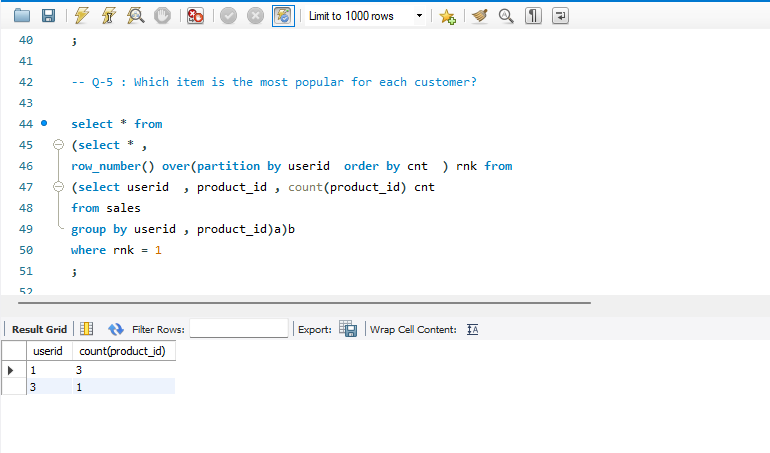 Limit to 1000 rows
40 ;
41
42 -- Q-5 : Which item is the most popular for each customer?
43
44 select * from
45 (select * ,
46 row_number() over(partition by userid order by cnt ) rnk from
47 (select userid , product_id , count(product_id) cnt
48 from sales
49 group by userid , product_id)a)b
50 where rnk = 1
51 ;
52
Result Grid Filter Rows: Export: Wrap Cell Content: IA
userid count(product_id)
1 3
3 1